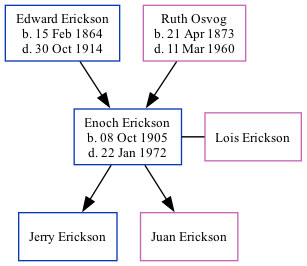 Edward Erickson
b. 15 Feb 1864
d. 30 Oct 1914
Ruth Osvog
b. 21 Apr 1873
d. 11 Mar 1960
Enoch Erickson
b. 08 Oct 1905
d. 22 Jan 1972
Lois Erickson
Jerry Erickson
Juan Erickson